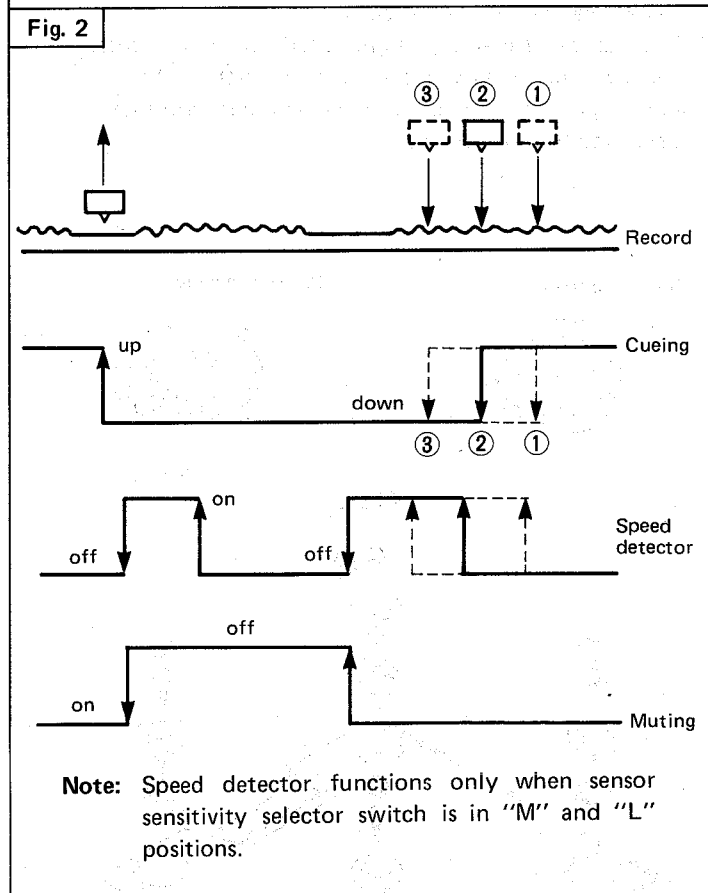 Fig. 2
③ ② ①
Record
up
Cueing
down
③ ② ①
on
Speed
detector
off
off
off
on
Muting
Note: Speed detector functions only when sensor
sensitivity selector switch is in "M" and "L"
positions.